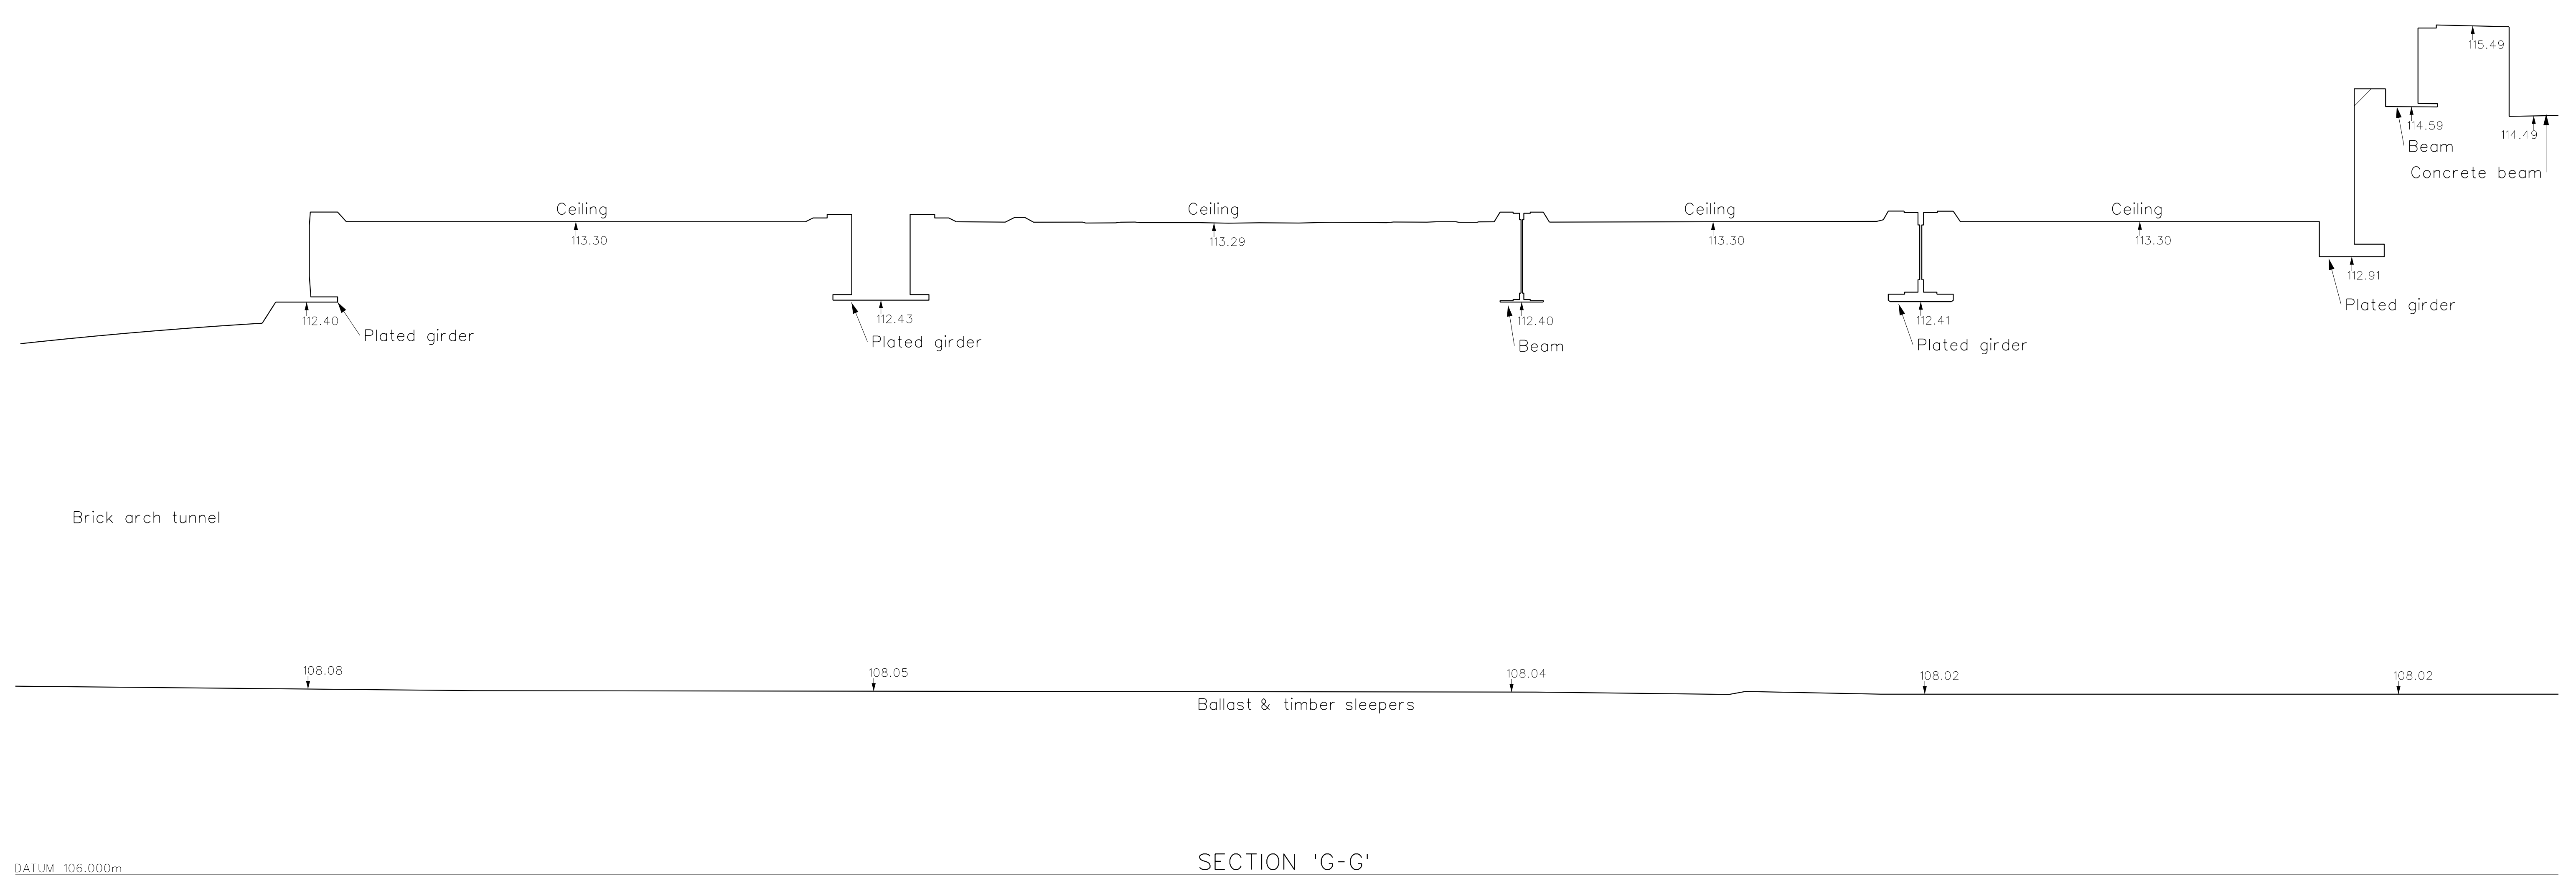 115.49
114.59
114.49
Beam
Concrete beam
Ceiling
Ceiling
Ceiling
Ceiling
113.30
113.29
113.30
113.30
112.91
Plated girder
112.40
112.43
112.40
112.41
Plated girder
Plated girder
Beam
Plated girder
Brick arch tunnel
108.08
108.05
108.04
108.02
108.02
Ballast & timber sleepers
SECTION 'G-G'
DATUM 106.000m